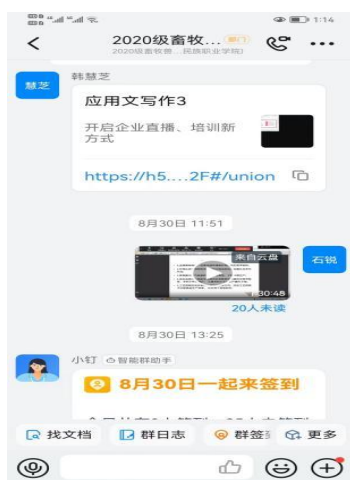 1:14
2020级畜牧... 部门
2020级畜牧兽...民族职业学院)
慧芝
韩慧芝
应用文写作3
开启企业直播、培训新
方式
https://h5....2F#/union
8月30日 11:51
来自云盘
30:48
石锐
20人未读
8月30日 13:25
小钉 智能群助手
8月30日一起来签到
找文档
群日志
群签到
更多